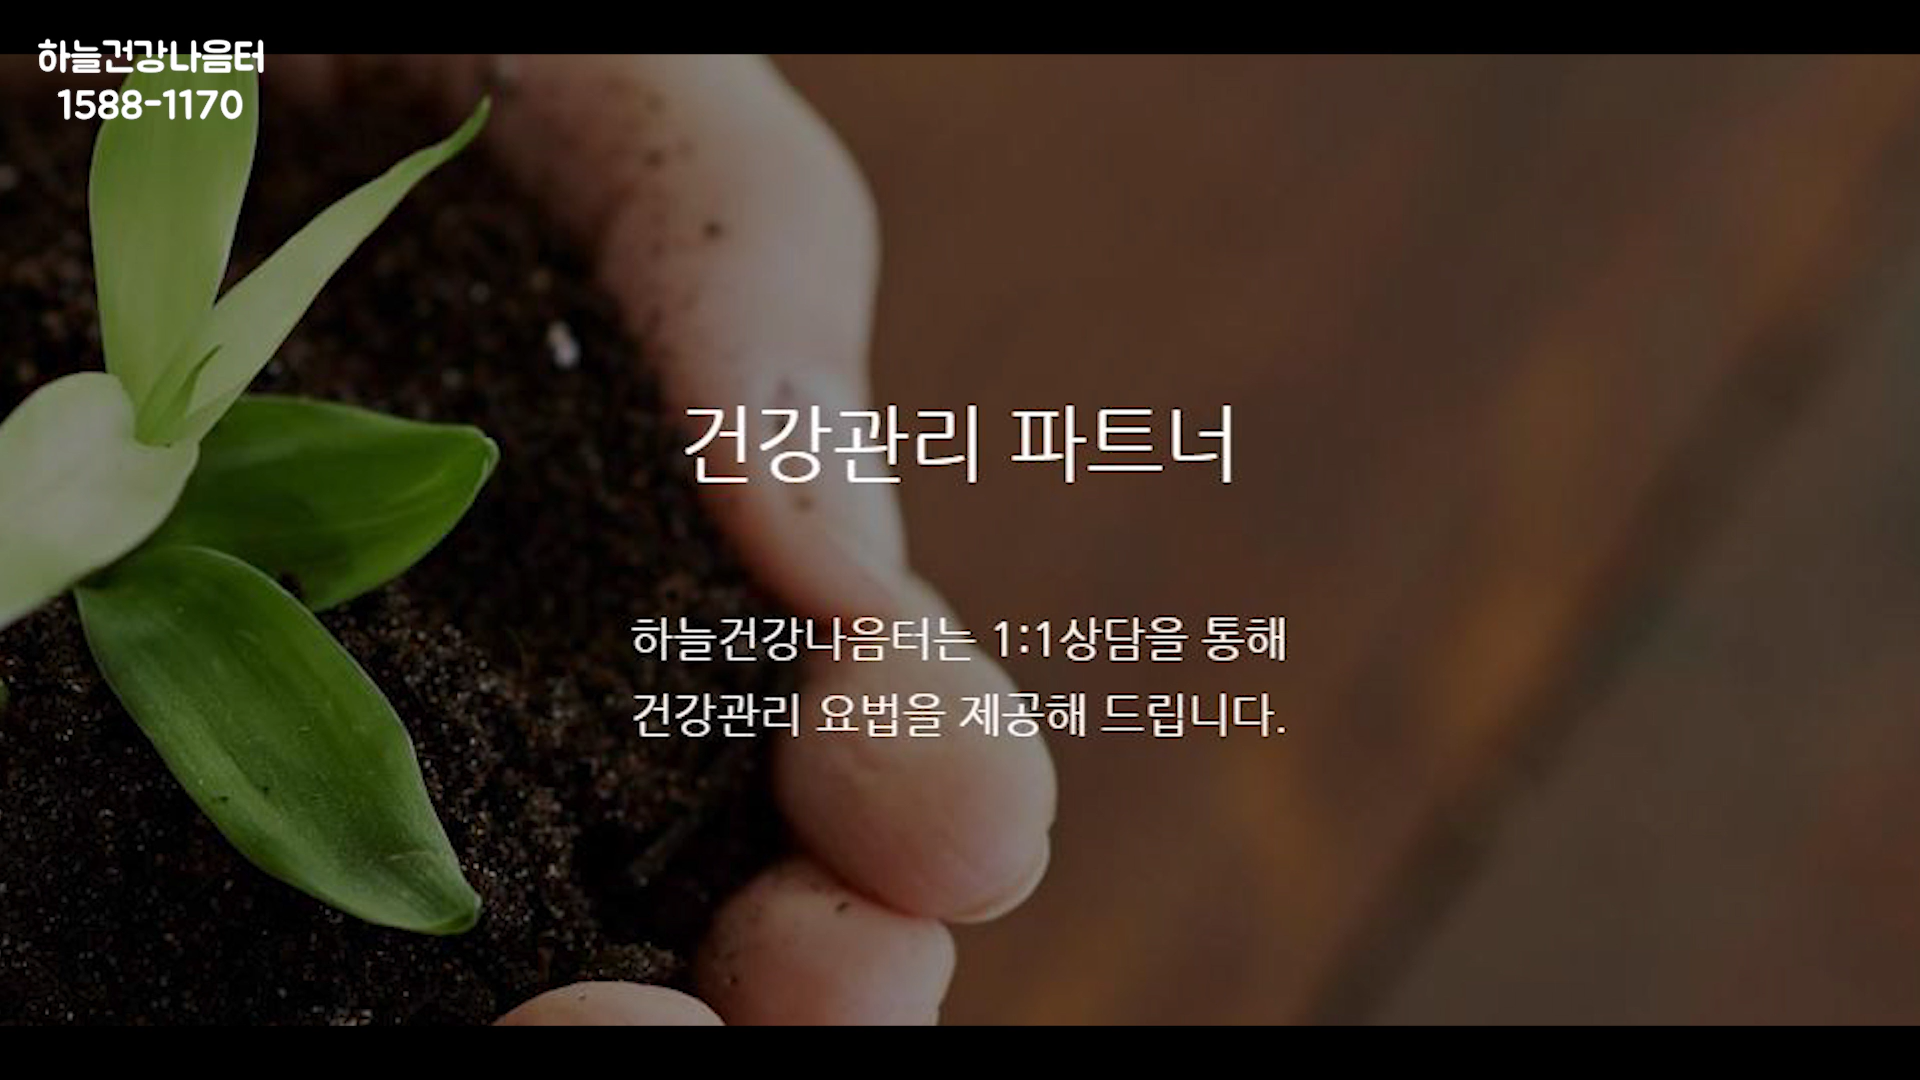 하늘건강나음터
1588-1170
건강관리 파트너
하늘건강나음터는 1:1상담을 통해
건강관리 요법을 제공해 드립니다.